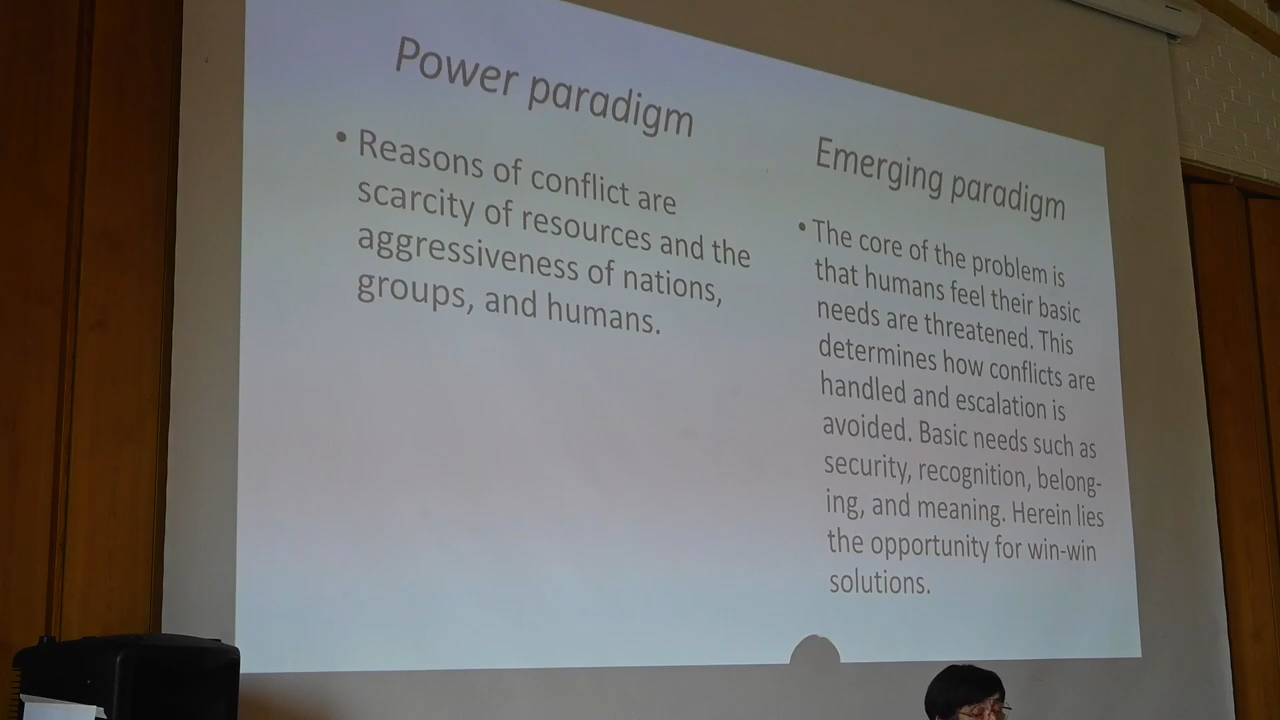 Power paradigm
• Reasons of conflict are
scarcity of resources and the
aggressiveness of nations,
groups, and humans.
Emerging paradigm
• The core of the problem is
that humans feel their basic
needs are threatened. This
determines how conflicts are
handled and escalation is
avoided. Basic needs such as
security, recognition, belong-
ing, and meaning. Herein lies
the opportunity for win-win
solutions.